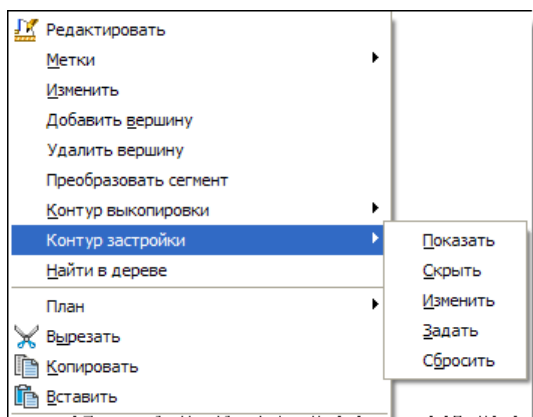 Редактировать
Метки
Изменить
Добавить вершину
Удалить вершину
Преобразовать сегмент
Контур выкопировки
Контур застройки
Найти в дереве
План
Вырезать
Копировать
Вставить
Показать
Скрыть
Изменить
Задать
Сбросить